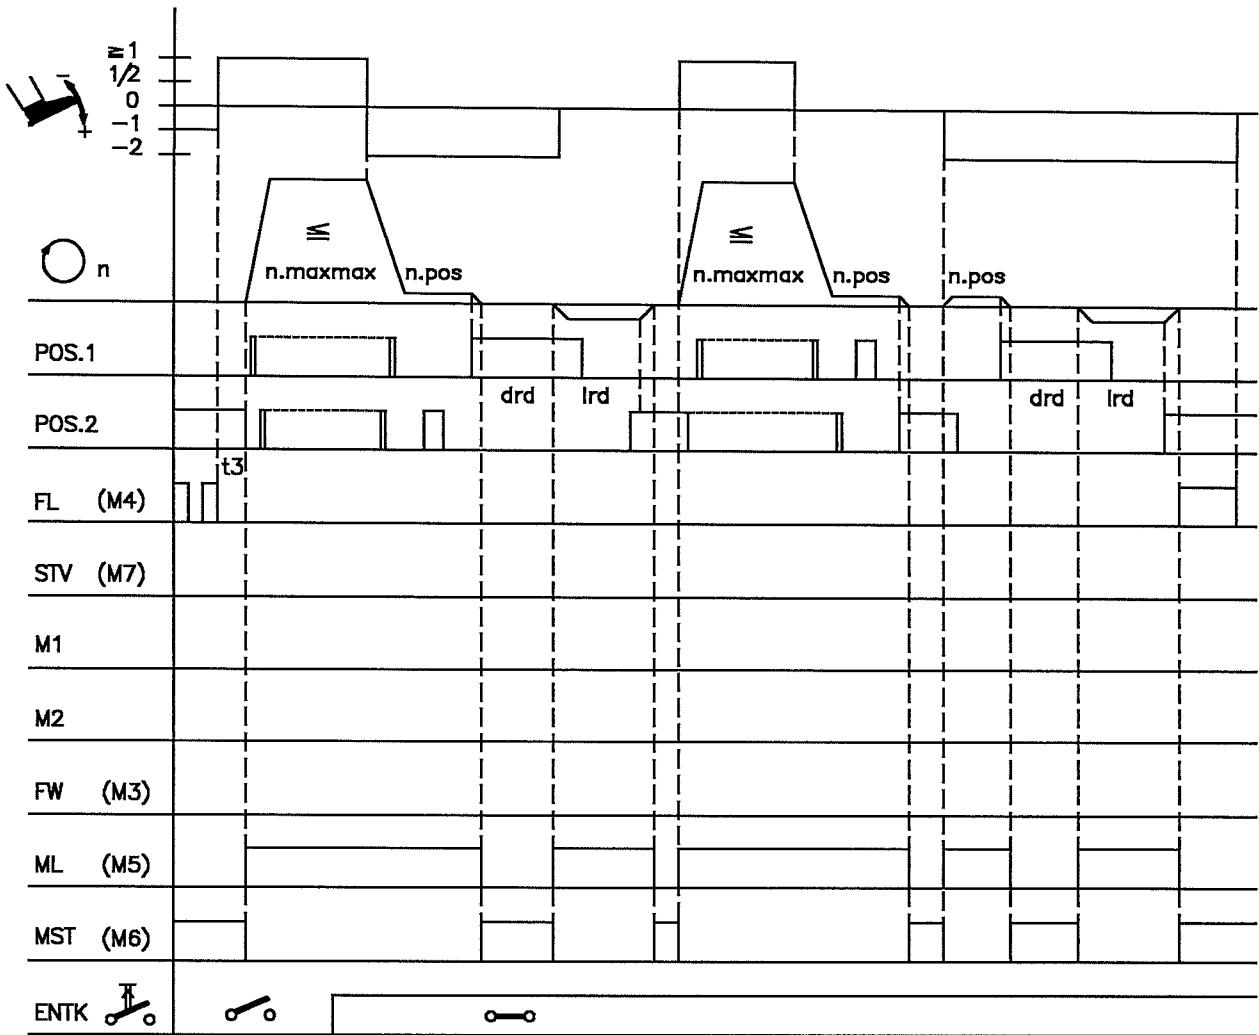 ≧1
1/2
0
−1
−2
−
+
n
≦
n.maxmax
n.pos
≦
n.maxmax
n.pos
n.pos
POS.1
drd
lrd
drd
lrd
POS.2
t3
FL (M4)
STV (M7)
M1
M2
FW (M3)
ML (M5)
MST (M6)
ENTK